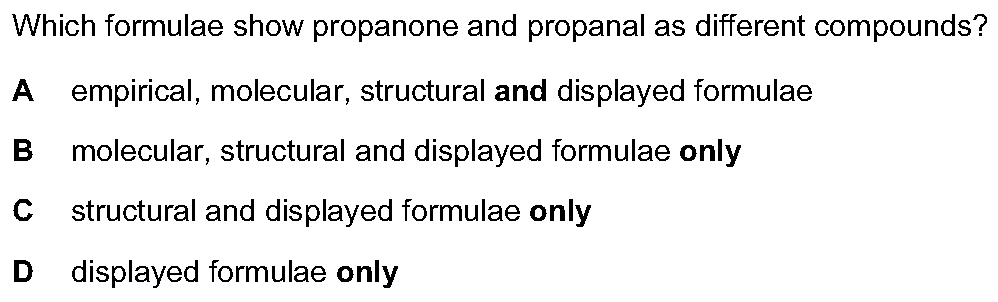 Which formulae show propanone and propanal as different compounds?
A empirical, molecular, structural and displayed formulae
B molecular, structural and displayed formulae only
C structural and displayed formulae only
D displayed formulae only